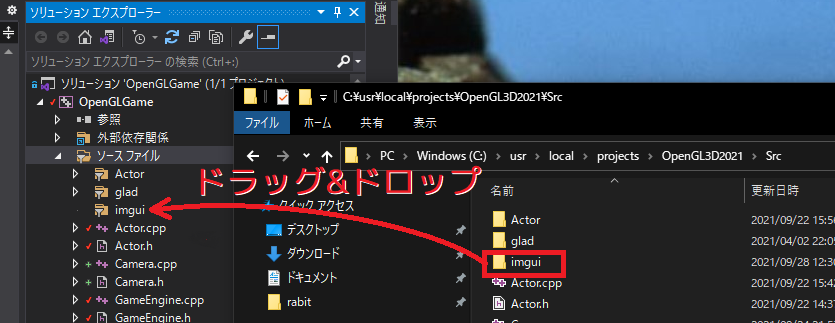 ソリューション エクスプローラー
ソリューション エクスプローラー の検索 (Ctrl+:)
ソリューション 'OpenGLGame' (1/1 プロジェクト)
OpenGLGame
参照
外部依存関係
ソース ファイル
Actor
glad
imgui
Actor.cpp
Actor.h
Camera.cpp
Camera.h
GameEngine.cpp
GameEngine.h
C:¥usr¥local¥projects¥OpenGL3D2021¥Src
ファイル ホーム 共有 表示
PC > Windows (C:) > usr > local > projects > OpenGL3D2021 > Src
ドラッグ&ドロップ
クイック アクセス
デスクトップ
ダウンロード
ドキュメント
rabit
名前 更新日時
Actor 2021/09/22 15:56
glad 2021/04/02 22:09
imgui 2021/09/28 12:30
Actor.cpp 2021/09/22 15:42
Actor.h 2021/09/22 14:37